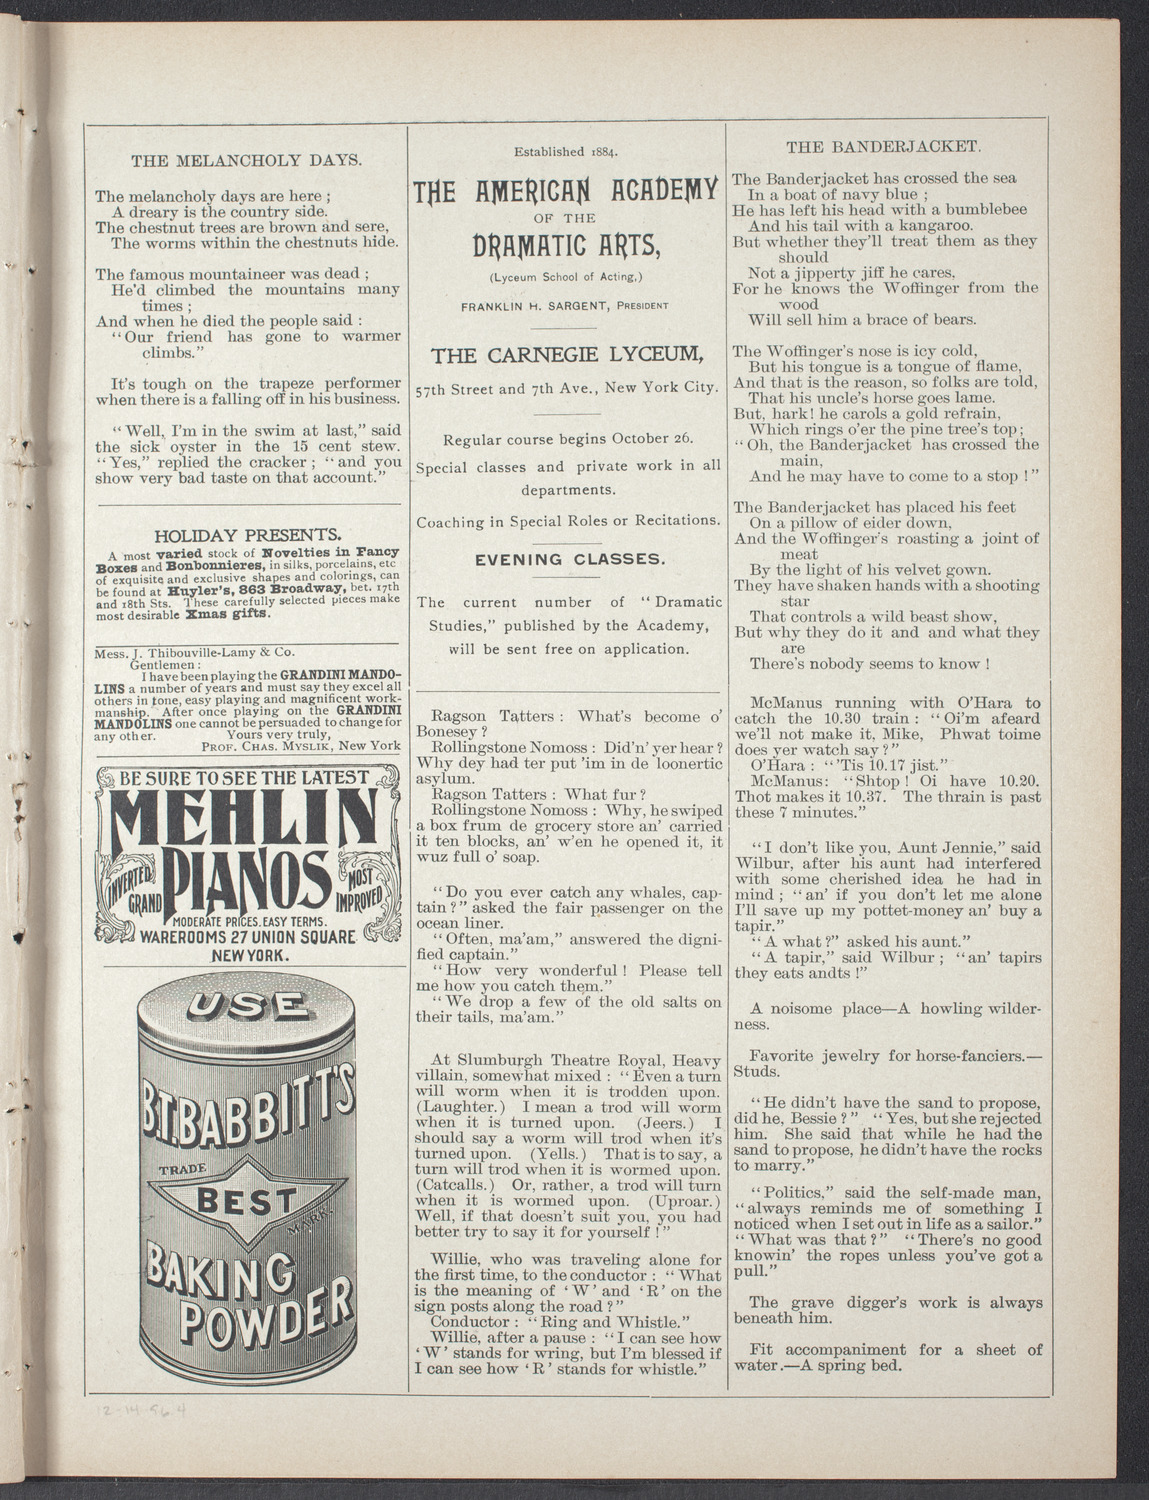 THE MELANCHOLY DAYS.
The melancholy days are here ;
A dreary is the country side.
The chestnut trees are brown and sere,
The worms within the chestnuts hide.
The famous mountaineer was dead ;
He'd climbed the mountains many
times ;
And when he died the people said :
“Our friend has gone to warmer
climbs.”
It's tough on the trapeze performer
when there is a falling off in his business.
“Well, I'm in the swim at last,” said
the sick oyster in the 15 cent stew.
“Yes,” replied the cracker ; “and you
show very bad taste on that account.”
HOLIDAY PRESENTS.
A most varied stock of Novelties in Fancy
Boxes and Bonbonnieres, in silks, porcelains, etc
of exquisite and exclusive shapes and colorings, can
be found at Huyler's, 863 Broadway, bet. 17th
and 18th Sts. These carefully selected pieces make
most desirable Xmas gifts.
Mess. J. Thibouville-Lamy & Co.
Gentlemen :
I have been playing the GRANDINI MANDO-
LINS a number of years and must say they excel all
others in tone, easy playing and magnificent work-
manship. After once playing on the GRANDINI
MANDOLINS one cannot be persuaded to change for
any other. Yours very truly,
PROF. CHAS. MYSLIK, New York
BE SURE TO SEE THE LATEST
MEHLIN
PIANOS
INVERTED
GRAND
MOST
IMPROVED
MODERATE PRICES. EASY TERMS.
WAREROOMS 27 UNION SQUARE
NEW YORK.
USE
B.T. BABBITT'S
TRADE
BEST
MARK.
BAKING
POWDER
12-14-96.4
Established 1884.
THE AMERICAN ACADEMY
OF THE
DRAMATIC ARTS,
(Lyceum School of Acting,)
FRANKLIN H. SARGENT, PRESIDENT
THE CARNEGIE LYCEUM,
57th Street and 7th Ave., New York City.
Regular course begins October 26.
Special classes and private work in all
departments.
Coaching in Special Roles or Recitations.
EVENING CLASSES.
The current number of “Dramatic
Studies,” published by the Academy,
will be sent free on application.
Ragson Tatters : What's become o'
Bonesey ?
Rollingstone Nomoss : Did'n' yer hear ?
Why dey had ter put 'im in de loonertic
asylum.
Ragson Tatters : What fur ?
Rollingstone Nomoss : Why, he swiped
a box frum de grocery store an' carried
it ten blocks, an' w'en he opened it, it
wuz full o' soap.
“Do you ever catch any whales, cap-
tain ?” asked the fair passenger on the
ocean liner.
“Often, ma'am,” answered the digni-
fied captain.”
“How very wonderful ! Please tell
me how you catch them.”
“We drop a few of the old salts on
their tails, ma'am.”
At Slumburgh Theatre Royal, Heavy
villain, somewhat mixed : “Even a turn
will worm when it is trodden upon.
(Laughter.) I mean a trod will worm
when it is turned upon. (Jeers.) I
should say a worm will trod when it's
turned upon. (Yells.) That is to say, a
turn will trod when it is wormed upon.
(Catcalls.) Or, rather, a trod will turn
when it is wormed upon. (Uproar.)
Well, if that doesn't suit you, you had
better try to say it for yourself !”
Willie, who was traveling alone for
the first time, to the conductor : “What
is the meaning of ‘W’ and ‘R’ on the
sign posts along the road ?”
Conductor : “Ring and Whistle.”
Willie, after a pause : “I can see how
‘W’ stands for wring, but I'm blessed if
I can see how ‘R’ stands for whistle.”
THE BANDERJACKET.
The Banderjacket has crossed the sea
In a boat of navy blue ;
He has left his head with a bumblebee
And his tail with a kangaroo.
But whether they'll treat them as they
should
Not a jipperty jiff he cares,
For he knows the Woffinger from the
wood
Will sell him a brace of bears.
The Woffinger's nose is icy cold,
But his tongue is a tongue of flame,
And that is the reason, so folks are told,
That his uncle's horse goes lame.
But, hark! he carols a gold refrain,
Which rings o'er the pine tree's top ;
“Oh, the Banderjacket has crossed the
main,
And he may have to come to a stop !”
The Banderjacket has placed his feet
On a pillow of eider down,
And the Woffinger's roasting a joint of
meat
By the light of his velvet gown.
They have shaken hands with a shooting
star
That controls a wild beast show,
But why they do it and and what they
are
There's nobody seems to know !
McManus running with O'Hara to
catch the 10.30 train : “Oi'm afeard
we'll not make it, Mike, Phwat toime
does yer watch say ?”
O'Hara : “'Tis 10.17 jist.”
McManus: “Shtop ! Oi have 10.20.
Thot makes it 10.37. The thrain is past
these 7 minutes.”
“I don't like you, Aunt Jennie,” said
Wilbur, after his aunt had interfered
with some cherished idea he had in
mind ; “an' if you don't let me alone
I'll save up my pottet-money an' buy a
tapir.”
“A what ?” asked his aunt.”
“A tapir,” said Wilbur ; “an' tapirs
they eats andts !”
A noisome place—A howling wilder-
ness.
Favorite jewelry for horse-fanciers.—
Studs.
“He didn't have the sand to propose,
did he, Bessie ?” “Yes, but she rejected
him. She said that while he had the
sand to propose, he didn't have the rocks
to marry.”
“Politics,” said the self-made man,
“always reminds me of something I
noticed when I set out in life as a sailor.”
“What was that ?” “There's no good
knowin' the ropes unless you've got a
pull.”
The grave digger's work is always
beneath him.
Fit accompaniment for a sheet of
water.—A spring bed.